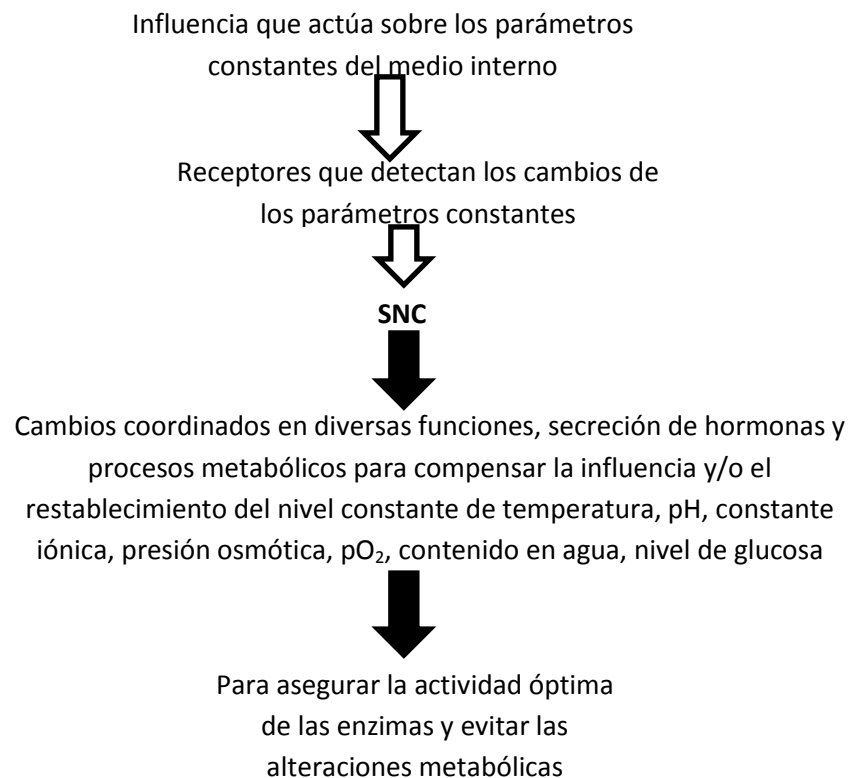 Influencia que actúa sobre los parámetros
constantes del medio interno
Receptores que detectan los cambios de
los parámetros constantes
SNC
Cambios coordinados en diversas funciones, secreción de hormonas y
procesos metabólicos para compensar la influencia y/o el
restablecimiento del nivel constante de temperatura, pH, constante
iónica, presión osmótica, pO₂, contenido en agua, nivel de glucosa
Para asegurar la actividad óptima
de las enzimas y evitar las
alteraciones metabólicas